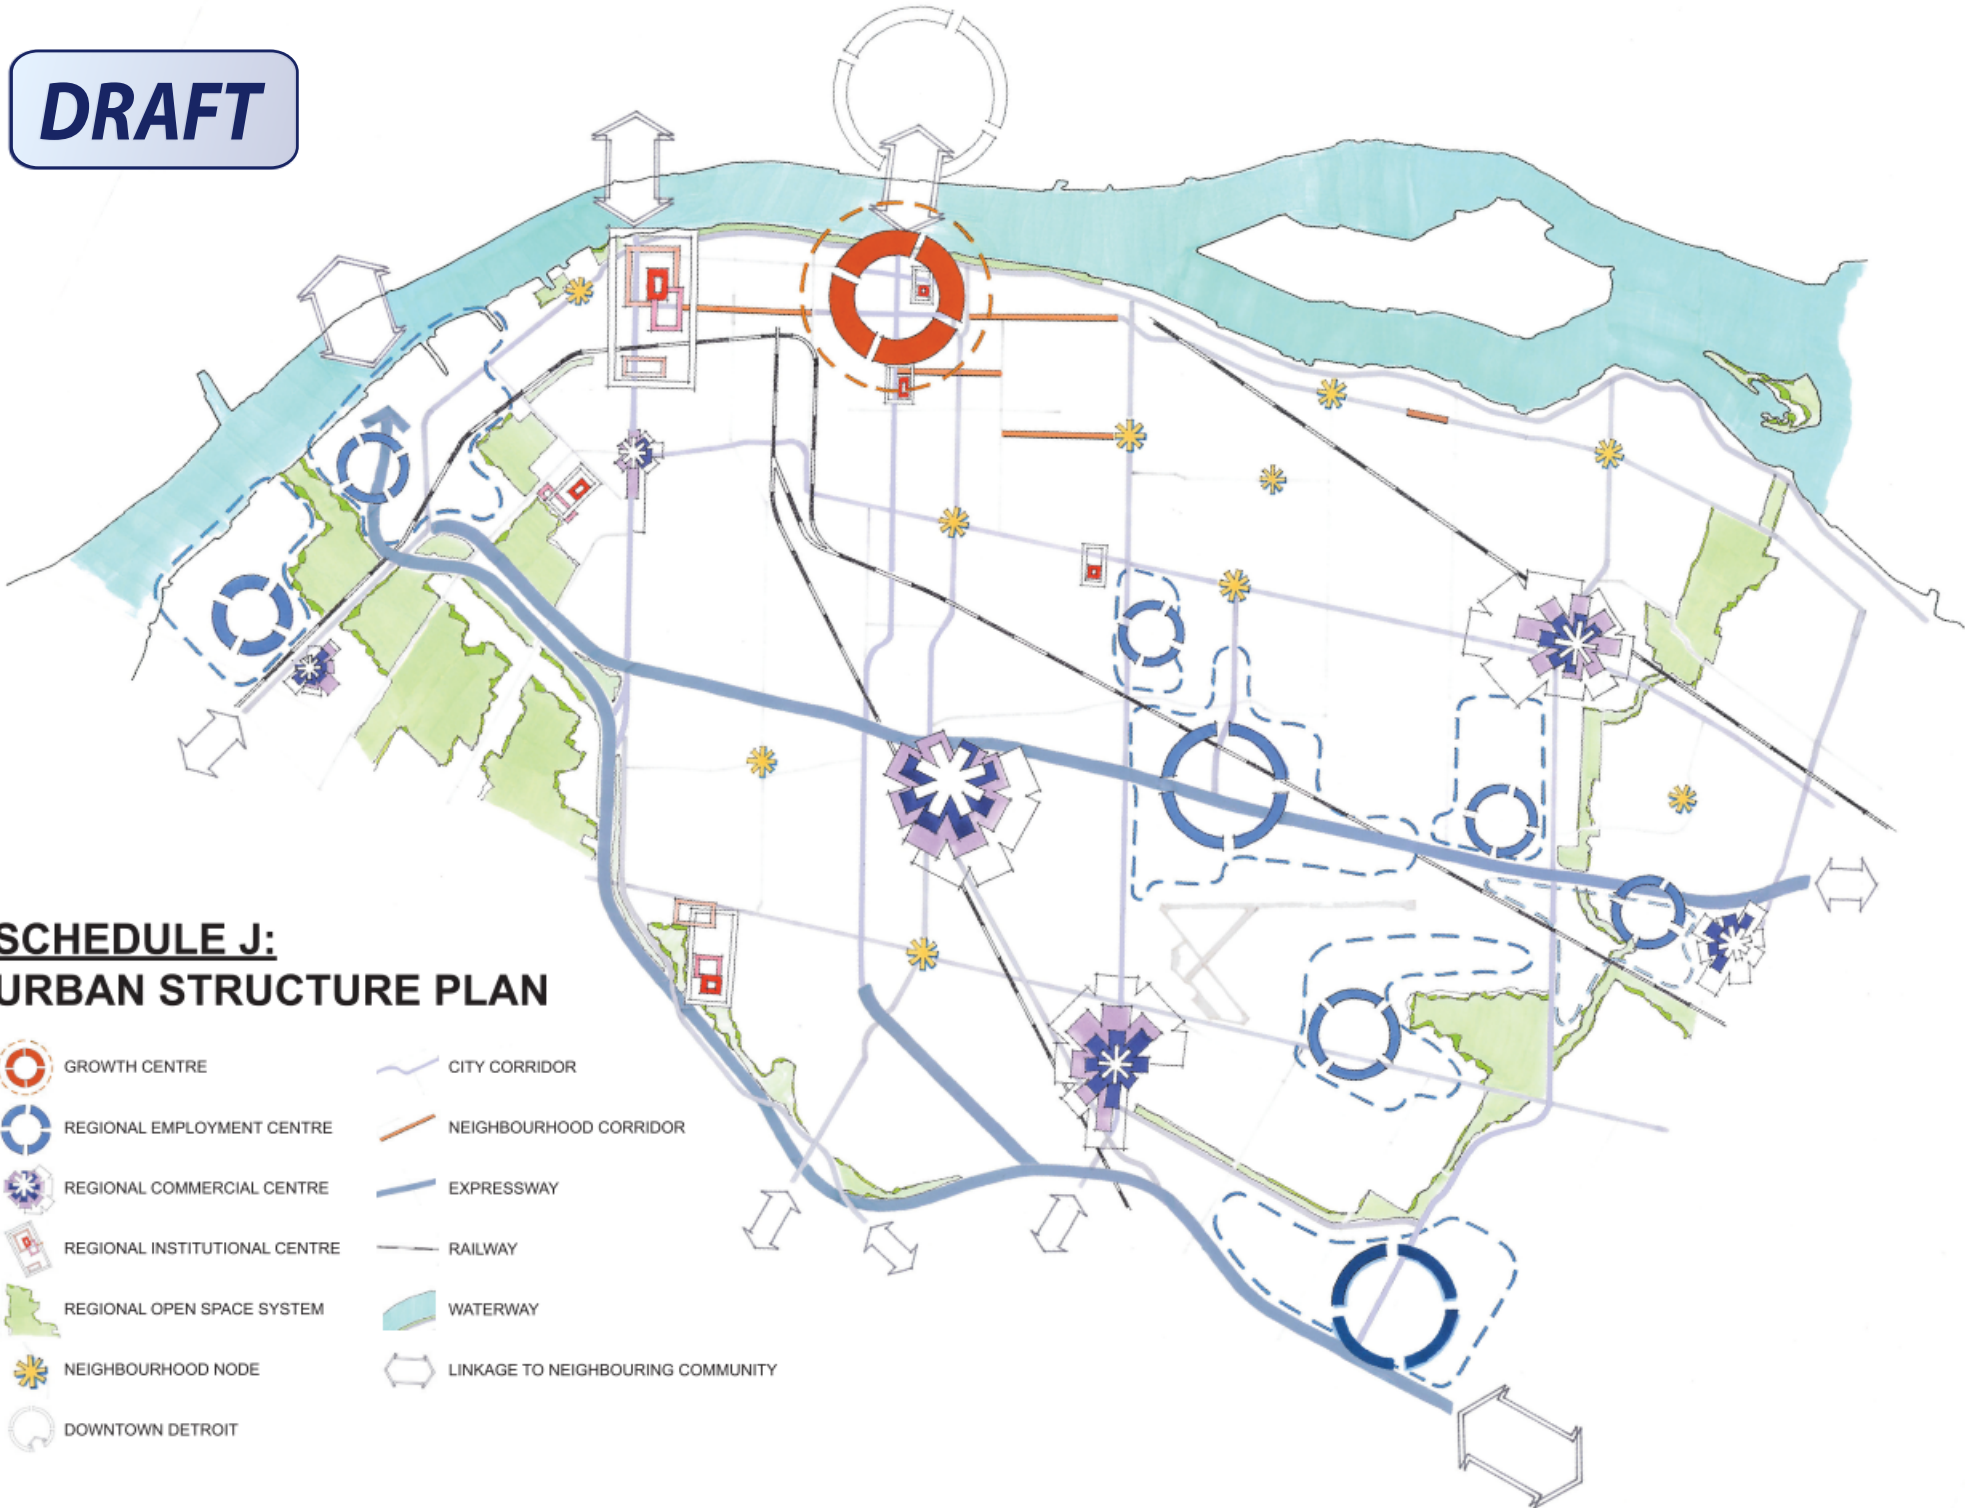 DRAFT
SCHEDULE J:
URBAN STRUCTURE PLAN
GROWTH CENTRE
REGIONAL EMPLOYMENT CENTRE
REGIONAL COMMERCIAL CENTRE
REGIONAL INSTITUTIONAL CENTRE
REGIONAL OPEN SPACE SYSTEM
NEIGHBOURHOOD NODE
DOWNTOWN DETROIT
CITY CORRIDOR
NEIGHBOURHOOD CORRIDOR
EXPRESSWAY
RAILWAY
WATERWAY
LINKAGE TO NEIGHBOURING COMMUNITY